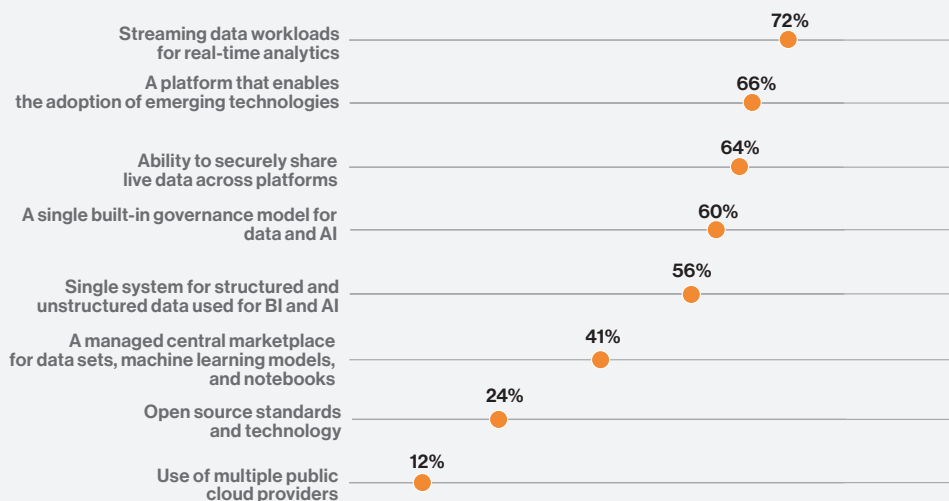 72%
Streaming data workloads
for real-time analytics
66%
A platform that enables
the adoption of emerging technologies
64%
Ability to securely share
live data across platforms
60%
A single built-in governance model for
data and AI
56%
Single system for structured and
unstructured data used for BI and AI
41%
A managed central marketplace
for data sets, machine learning models,
and notebooks
24%
Open source standards
and technology
12%
Use of multiple public
cloud providers